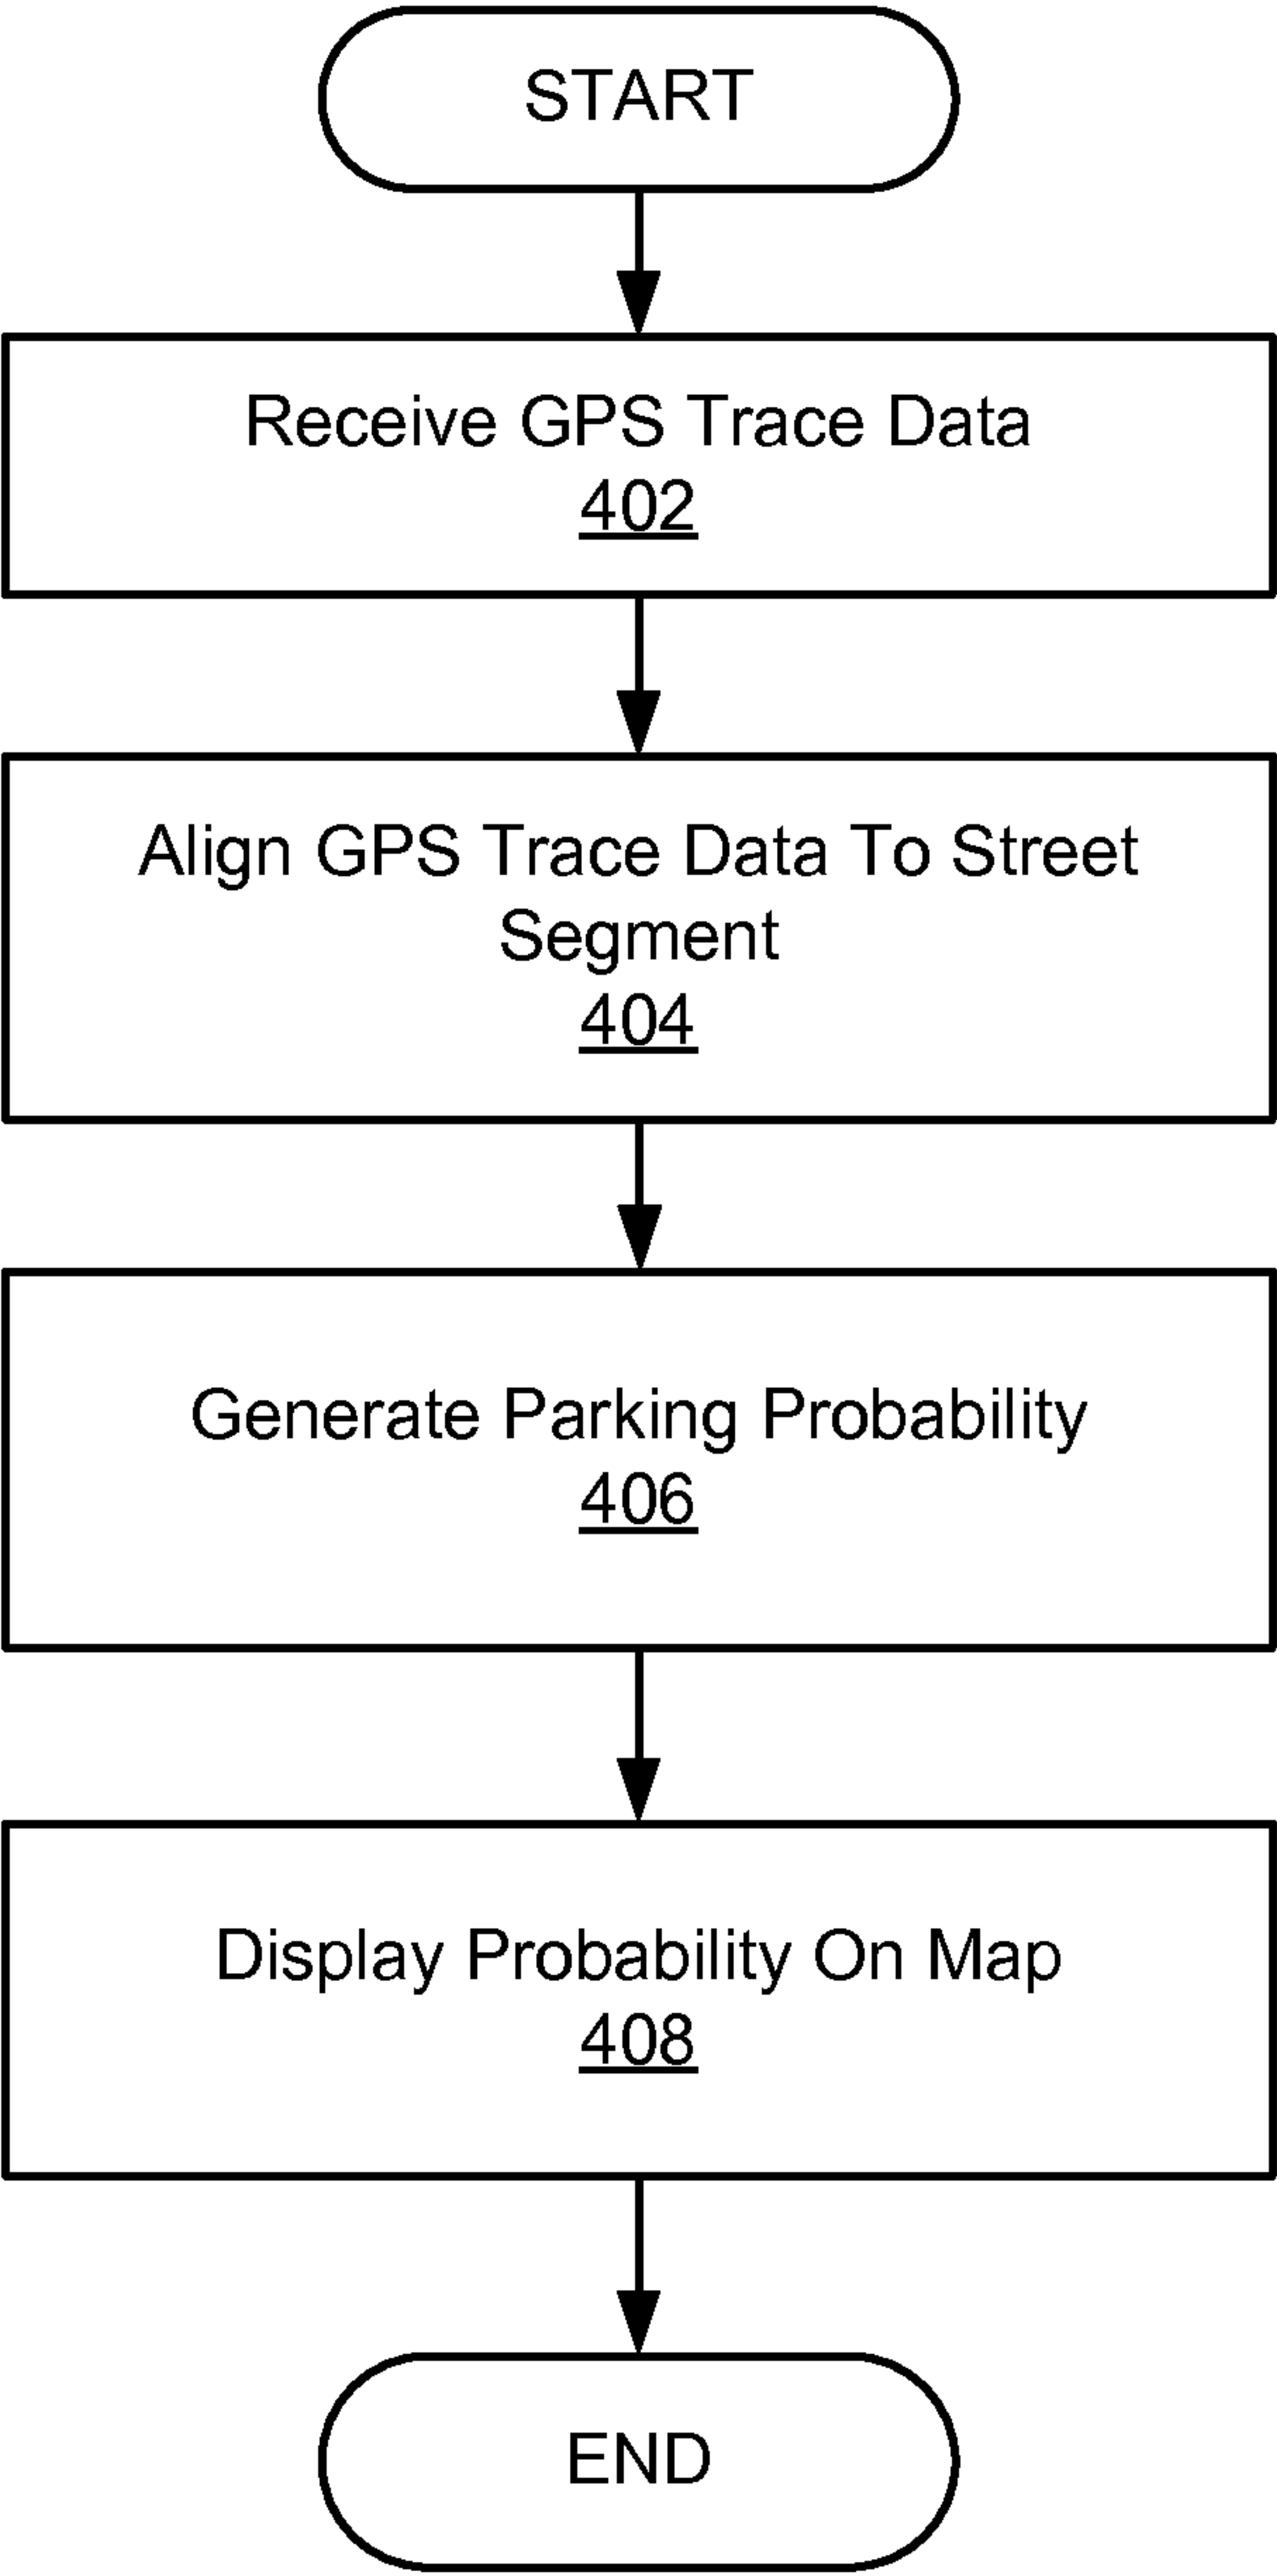 START
Receive GPS Trace Data
402
Align GPS Trace Data To Street
Segment
404
Generate Parking Probability
406
Display Probability On Map
408
END